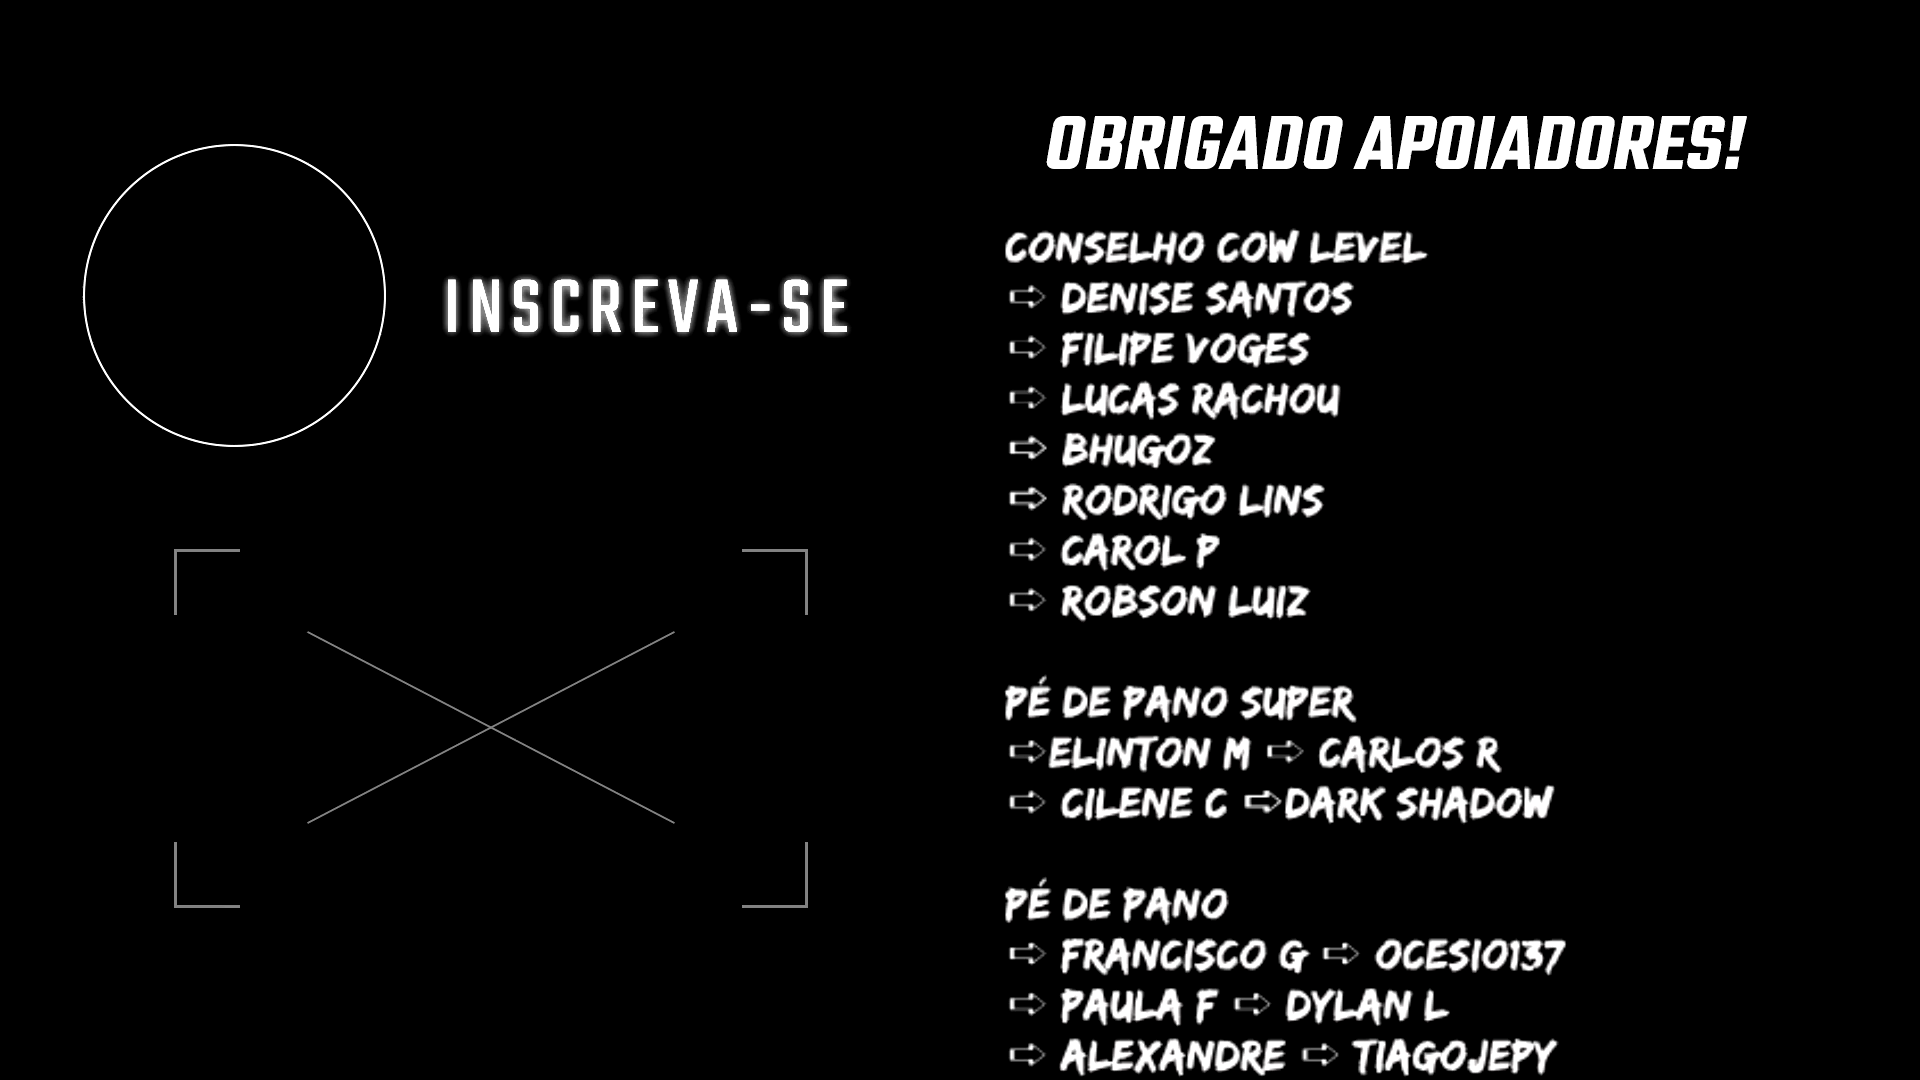 INSCREVA-SE
OBRIGADO APOIADORES!
CONSELHO COW LEVEL
➩ DENISE SANTOS
➩ FILIPE VOGES
➩ LUCAS RACHOU
➩ BHUGOZ
➩ RODRIGO LINS
➩ CAROL P
➩ ROBSON LUIZ
PÉ DE PANO SUPER
➩ELINTON M ➩ CARLOS R
➩ CILENE C ➩DARK SHADOW
PÉ DE PANO
➩ FRANCISCO G ➩ OCESIO137
➩ PAULA F ➩ DYLAN L
➩ ALEXANDRE ➩ TIAGOJEPY